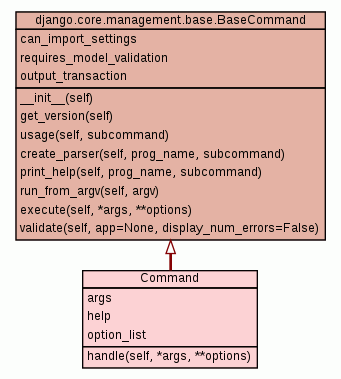 django.core.management.base.BaseCommand
can_import_settings
requires_model_validation
output_transaction
__init__(self)
get_version(self)
usage(self, subcommand)
create_parser(self, prog_name, subcommand)
print_help(self, prog_name, subcommand)
run_from_argv(self, argv)
execute(self, *args, **options)
validate(self, app=None, display_num_errors=False)
Command
args
help
option_list
handle(self, *args, **options)